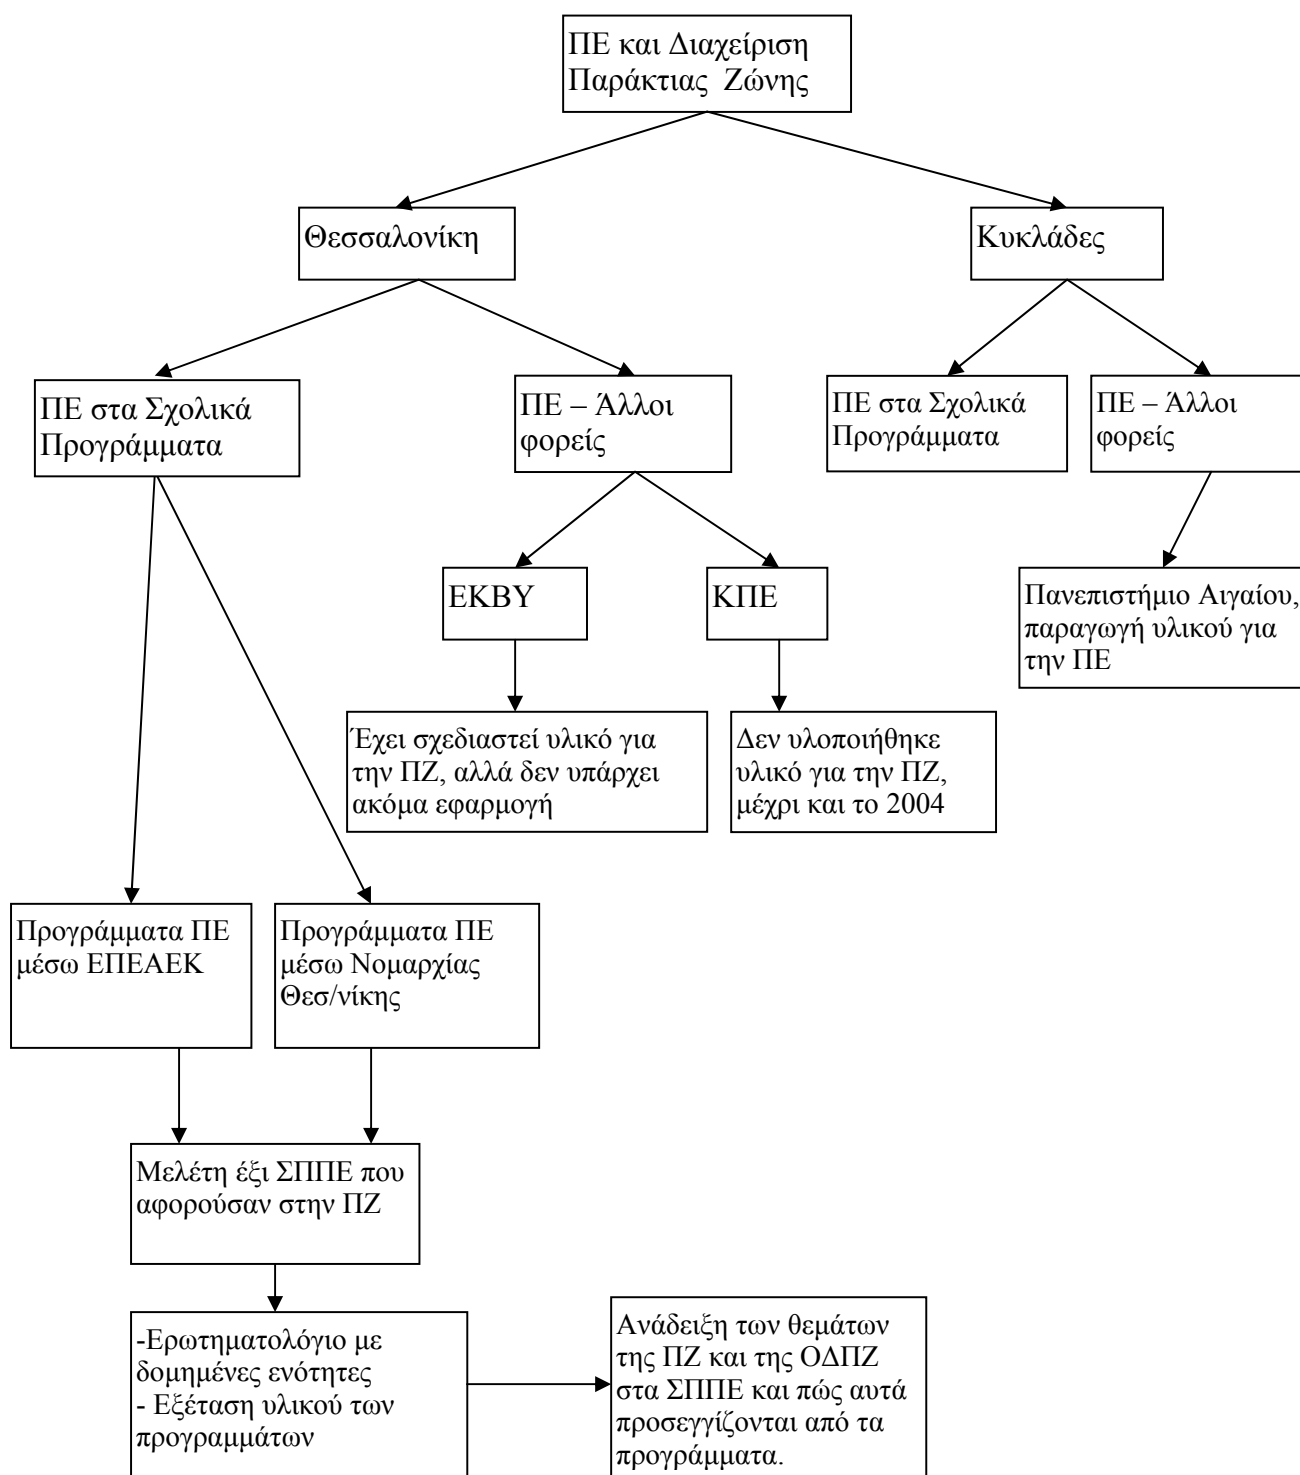 ΠΕ και Διαχείριση
Παράκτιας Ζώνης
Θεσσαλονίκη
Κυκλάδες
ΠΕ στα Σχολικά
Προγράμματα
ΠΕ – Άλλοι
φορείς
ΠΕ στα Σχολικά
Προγράμματα
ΠΕ – Άλλοι
φορείς
ΕΚΒΥ
ΚΠΕ
Πανεπιστήμιο Αιγαίου,
παραγωγή υλικού για
την ΠΕ
Έχει σχεδιαστεί υλικό για
την ΠΖ, αλλά δεν υπάρχει
ακόμα εφαρμογή
Δεν υλοποιήθηκε
υλικό για την ΠΖ,
μέχρι και το 2004
Προγράμματα ΠΕ
μέσω ΕΠΕΑΕΚ
Προγράμματα ΠΕ
μέσω Νομαρχίας
Θεσ/νίκης
Μελέτη έξι ΣΠΠΕ που
αφορούσαν στην ΠΖ
-Ερωτηματολόγιο με
δομημένες ενότητες
- Εξέταση υλικού των
προγραμμάτων
Ανάδειξη των θεμάτων
της ΠΖ και της ΟΔΠΖ
στα ΣΠΠΕ και πώς αυτά
προσεγγίζονται από τα
προγράμματα.